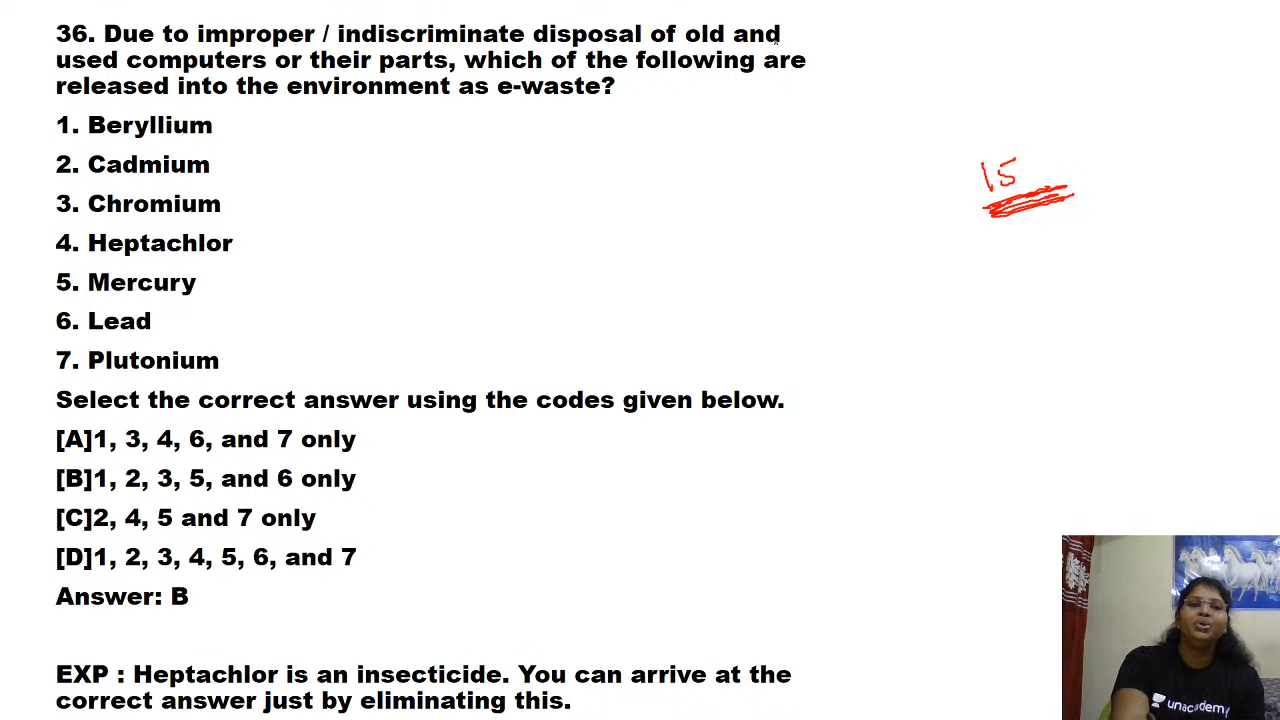 36. Due to improper / indiscriminate disposal of old and
used computers or their parts, which of the following are
released into the environment as e-waste?
1. Beryllium
2. Cadmium
15
3. Chromium
4. Heptachlor
5. Mercury
6. Lead
7. Plutonium
Select the correct answer using the codes given below.
[A]1, 3, 4, 6, and 7 only
[B]1, 2, 3, 5, and 6 only
[C]2, 4, 5 and 7 only
[D]1, 2, 3, 4, 5, 6, and 7
Answer: B
EXP : Heptachlor is an insecticide. You can arrive at the
correct answer just by eliminating this.
unacademy